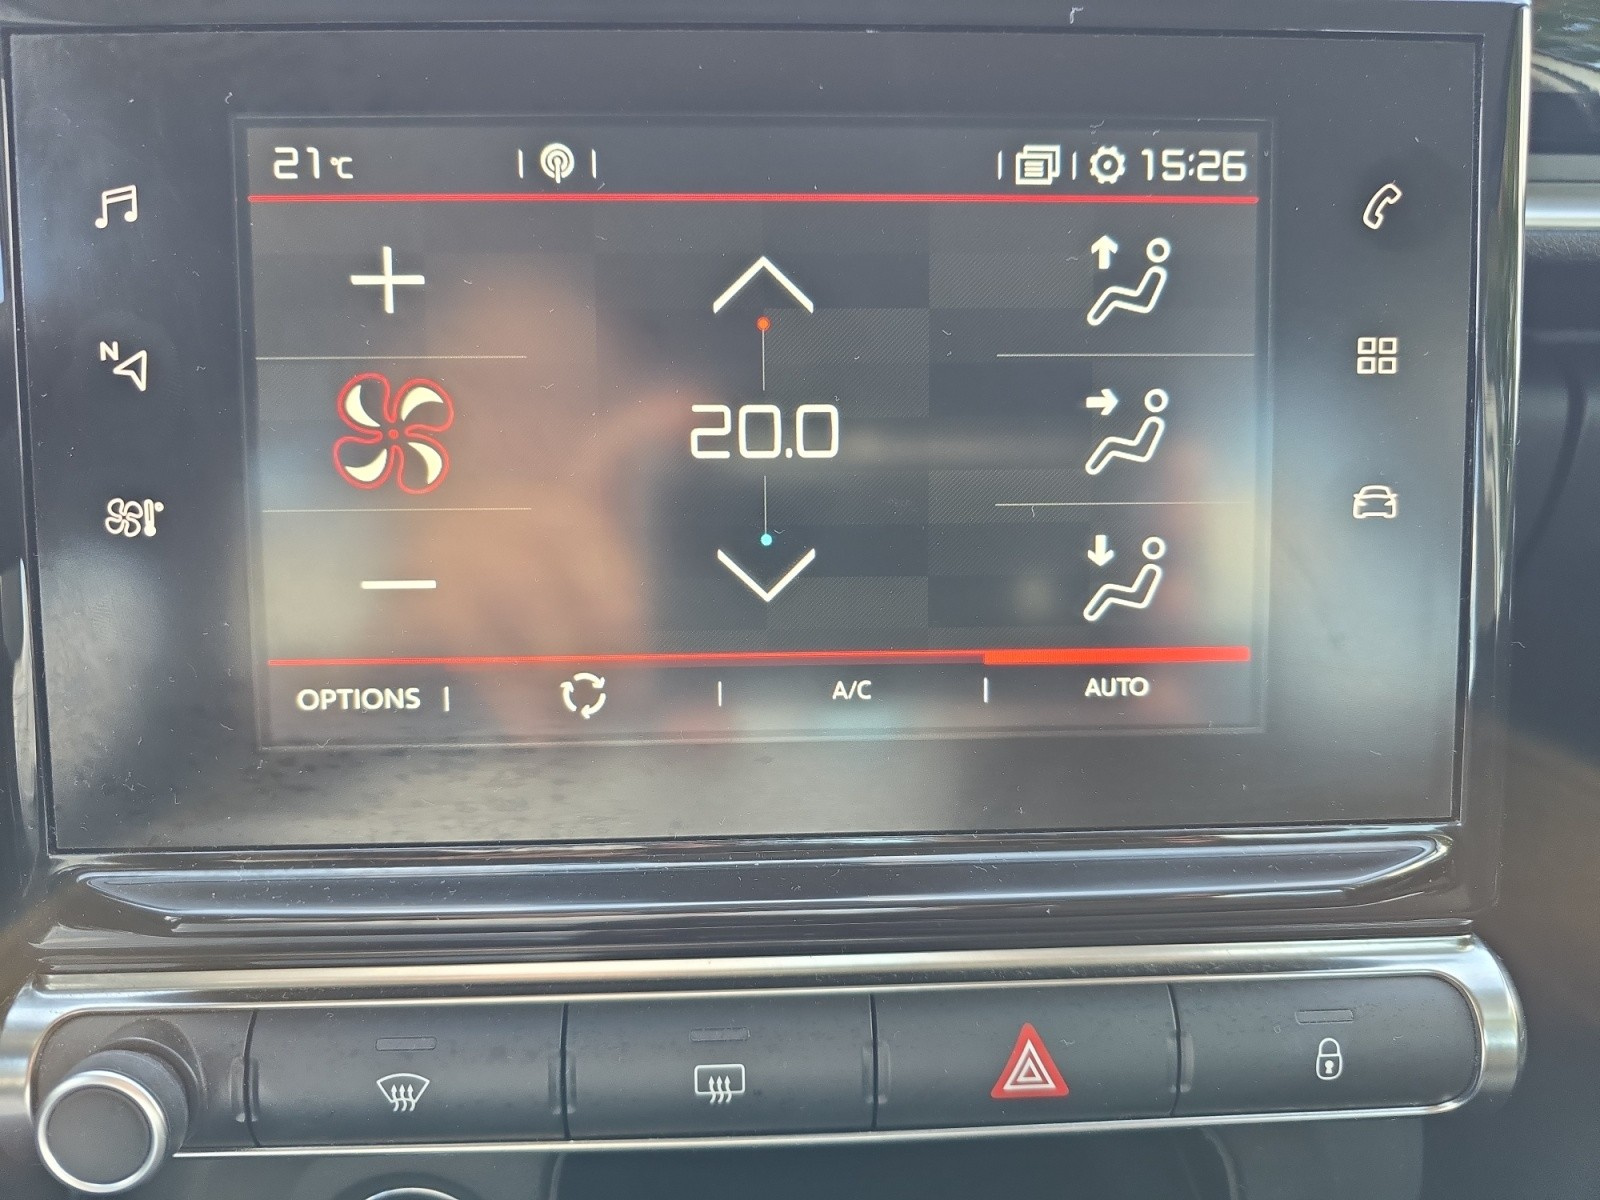 21°C 15:26
N
20.0
OPTIONS A/C AUTO